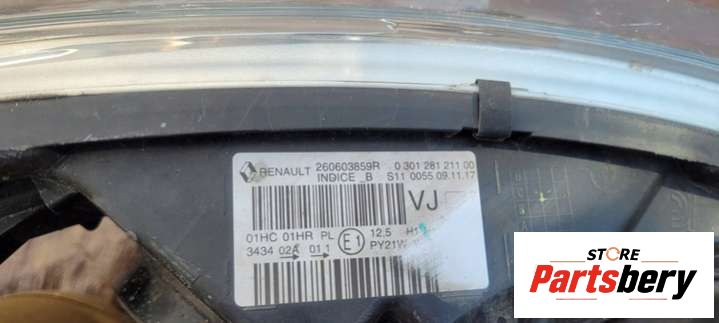 RENAULT 260603859R 0 301 281 211 00
INDICE B S11 0055 09.11.17
VJ
01HC 01HR PL E1 12,5
3434 02A 01 1 PY21W
STORE
Partsbery